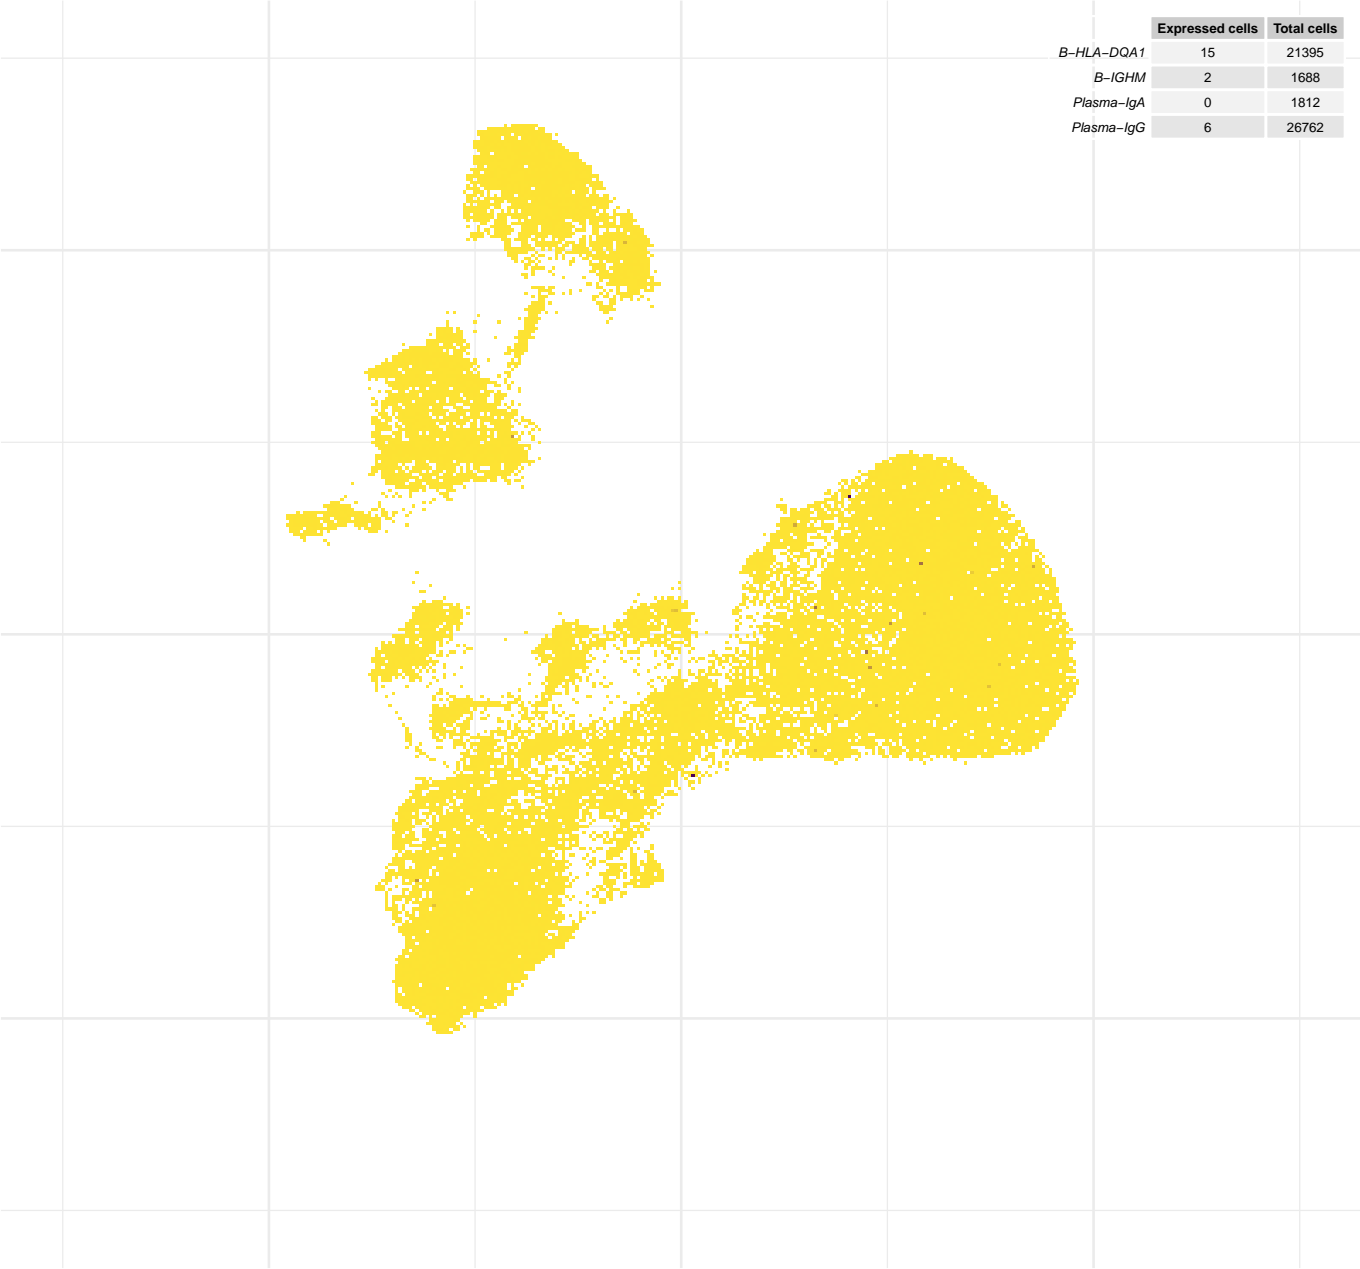 Expressed cells Total cells
B−HLA−DQA1 15 21395
B−IGHM 2 1688
Plasma−IgA 0 1812
Plasma−IgG 6 26762